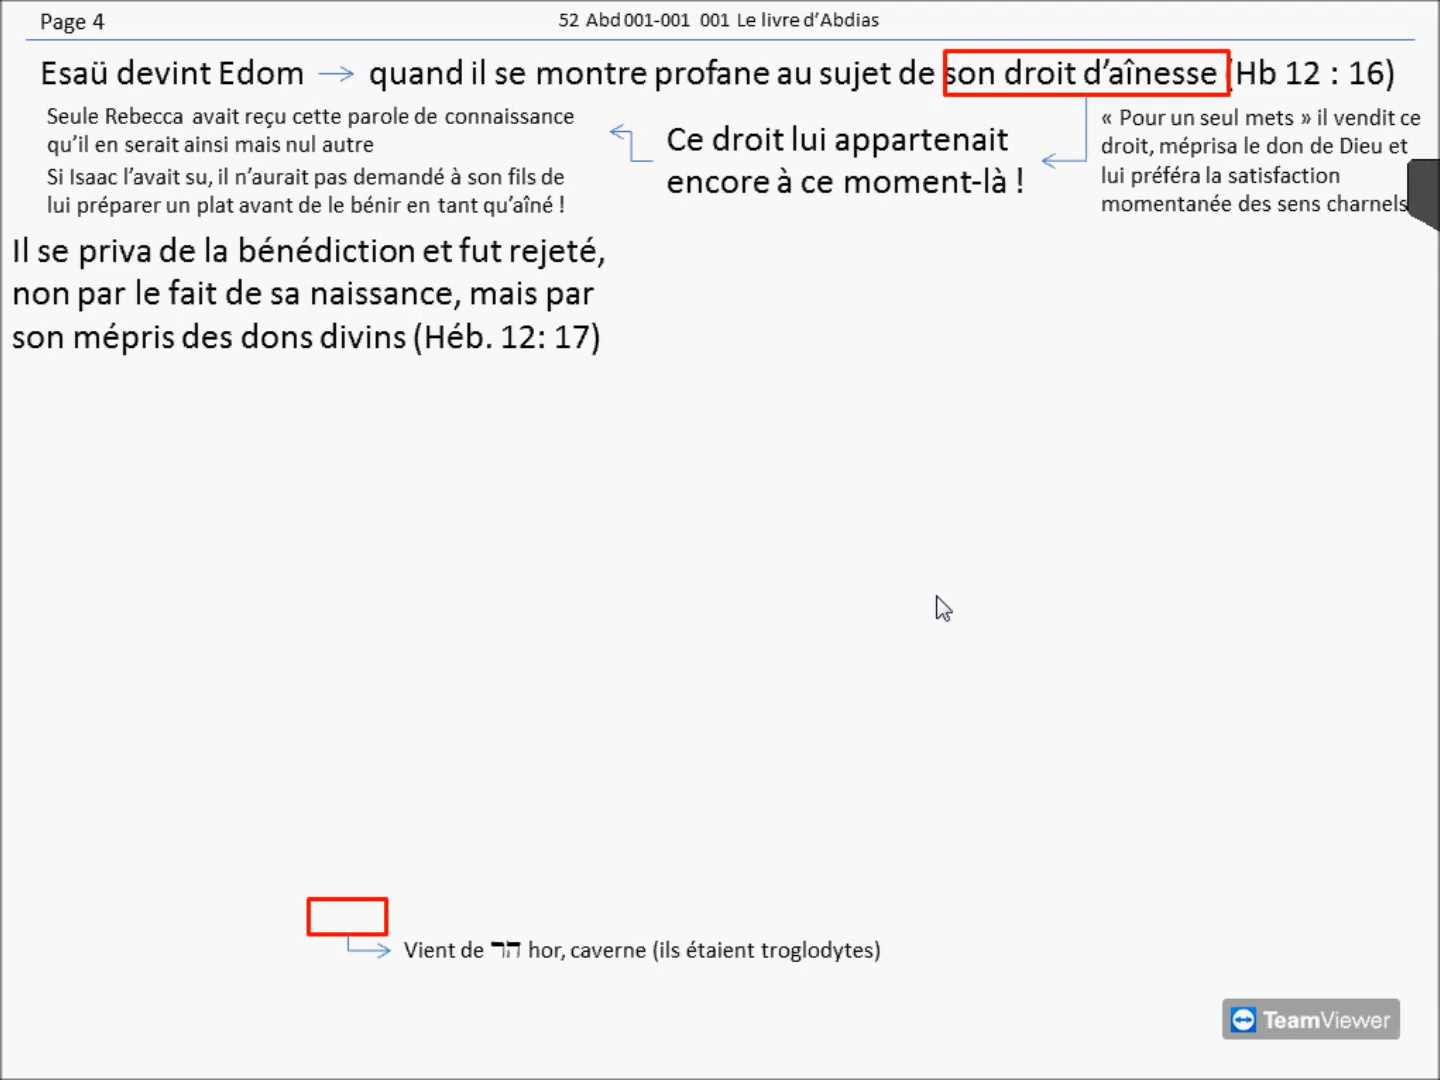 Page 4
52 Abd 001-001 001 Le livre d’Abdias
Esaü devint Edom → quand il se montre profane au sujet de son droit d’aînesse (Hb 12 : 16)
Seule Rebecca avait reçu cette parole de connaissance
qu’il en serait ainsi mais nul autre
Si Isaac l’avait su, il n’aurait pas demandé à son fils de
lui préparer un plat avant de le bénir en tant qu’aîné !
Ce droit lui appartenait
encore à ce moment-là !
« Pour un seul mets » il vendit ce
droit, méprisa le don de Dieu et
lui préféra la satisfaction
momentanée des sens charnels
Il se priva de la bénédiction et fut rejeté,
non par le fait de sa naissance, mais par
son mépris des dons divins (Héb. 12: 17)
Vient de הר hor, caverne (ils étaient troglodytes)
TeamViewer